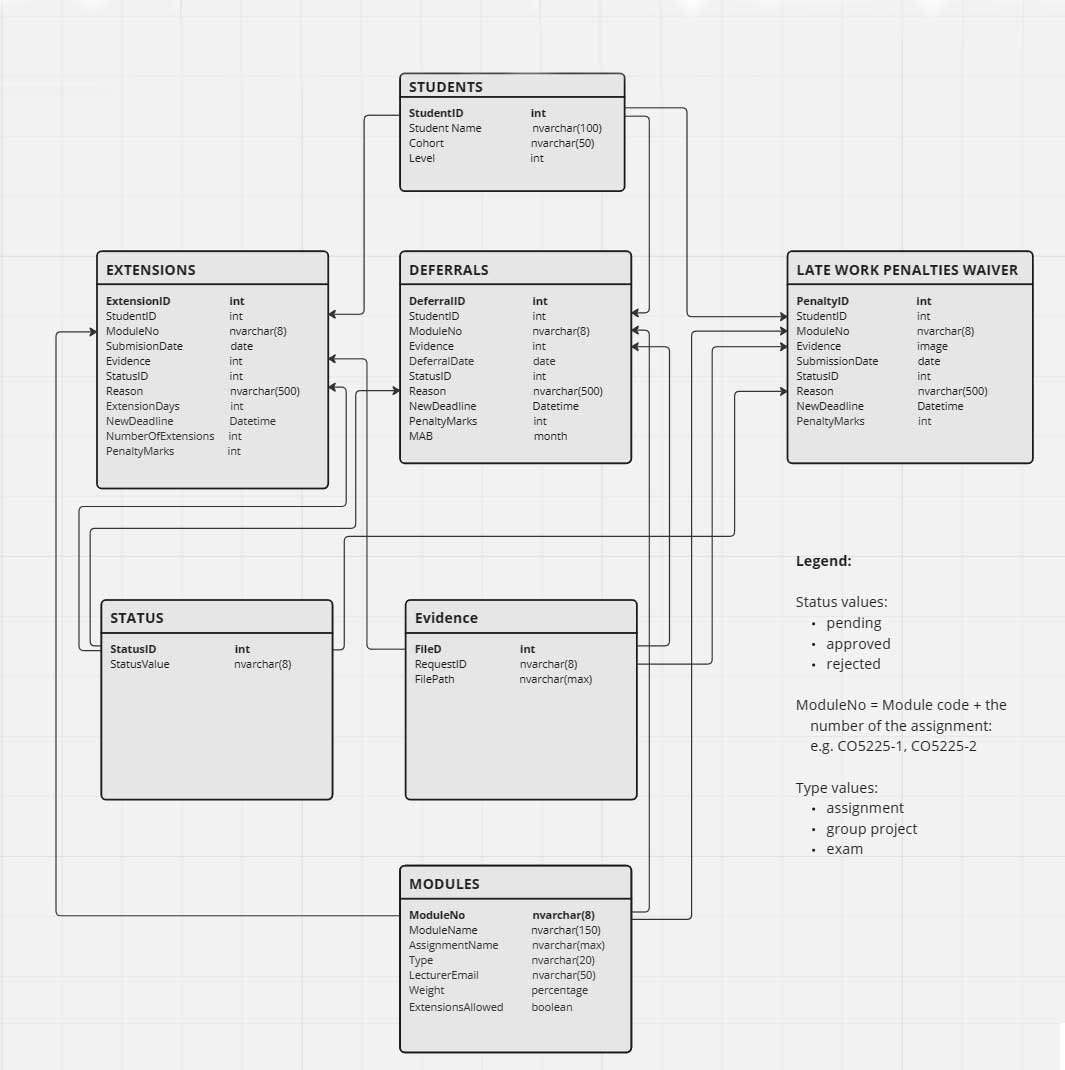 STUDENTS
StudentID int
Student Name nvarchar(100)
Cohort nvarchar(50)
Level int
EXTENSIONS
ExtensionID int
StudentID int
ModuleNo nvarchar(8)
SubmisionDate date
Evidence int
StatusID int
Reason nvarchar(500)
ExtensionDays int
NewDeadline Datetime
NumberOfExtensions int
PenaltyMarks int
DEFERRALS
DeferralID int
StudentID int
ModuleNo nvarchar(8)
Evidence int
DeferralDate date
StatusID int
Reason nvarchar(500)
NewDeadline Datetime
PenaltyMarks int
MAB month
LATE WORK PENALTIES WAIVER
PenaltyID int
StudentID int
ModuleNo nvarchar(8)
Evidence image
SubmissionDate date
StatusID int
Reason nvarchar(500)
NewDeadline Datetime
PenaltyMarks int
STATUS
StatusID int
StatusValue nvarchar(8)
Evidence
FileD int
RequestID nvarchar(8)
FilePath nvarchar(max)
Legend:
Status values:
• pending
• approved
• rejected
ModuleNo = Module code + the
number of the assignment:
e.g. CO5225-1, CO5225-2
Type values:
• assignment
• group project
• exam
MODULES
ModuleNo nvarchar(8)
ModuleName nvarchar(150)
AssignmentName nvarchar(max)
Type nvarchar(20)
LecturerEmail nvarchar(50)
Weight percentage
ExtensionsAllowed boolean